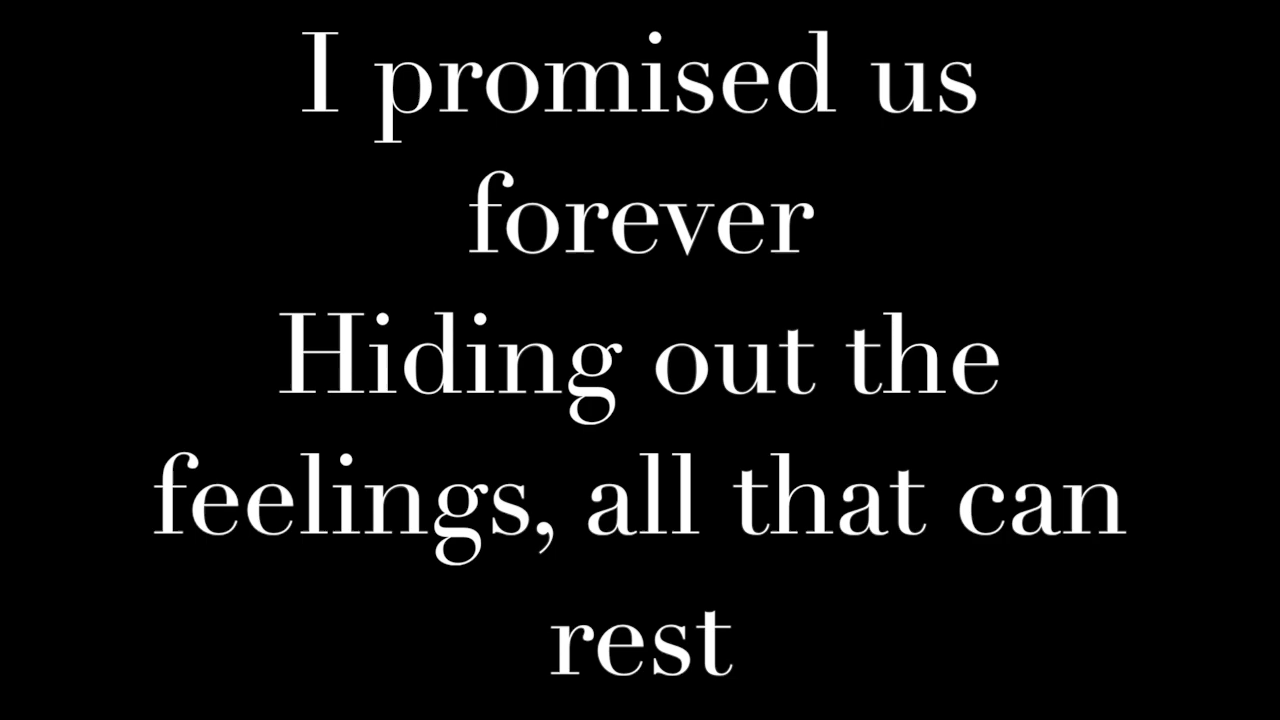 I promised us
forever
Hiding out the
feelings, all that can
rest